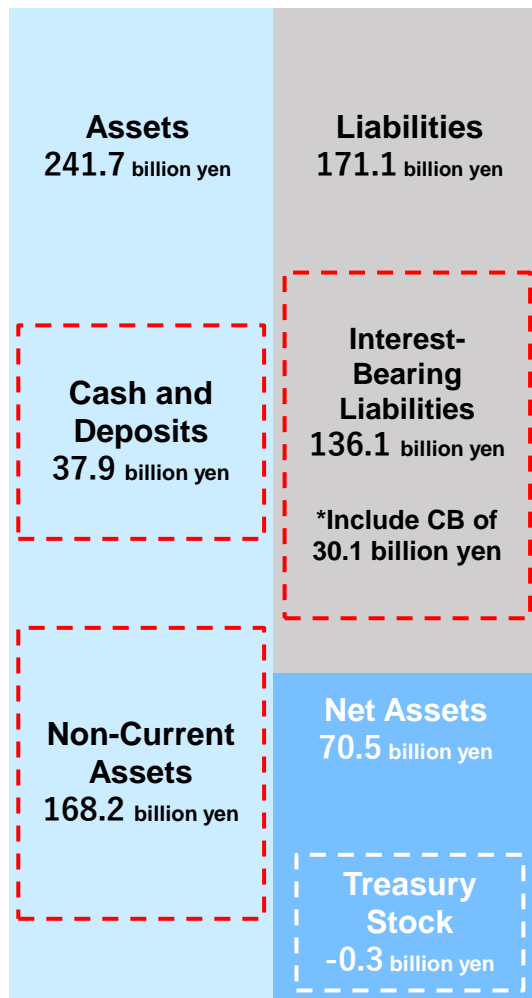 Assets
241.7 billion yen
Cash and
Deposits
37.9 billion yen
Non-Current
Assets
168.2 billion yen
Liabilities
171.1 billion yen
Interest-
Bearing
Liabilities
136.1 billion yen
*Include CB of
30.1 billion yen
Net Assets
70.5 billion yen
Treasury
Stock
-0.3 billion yen